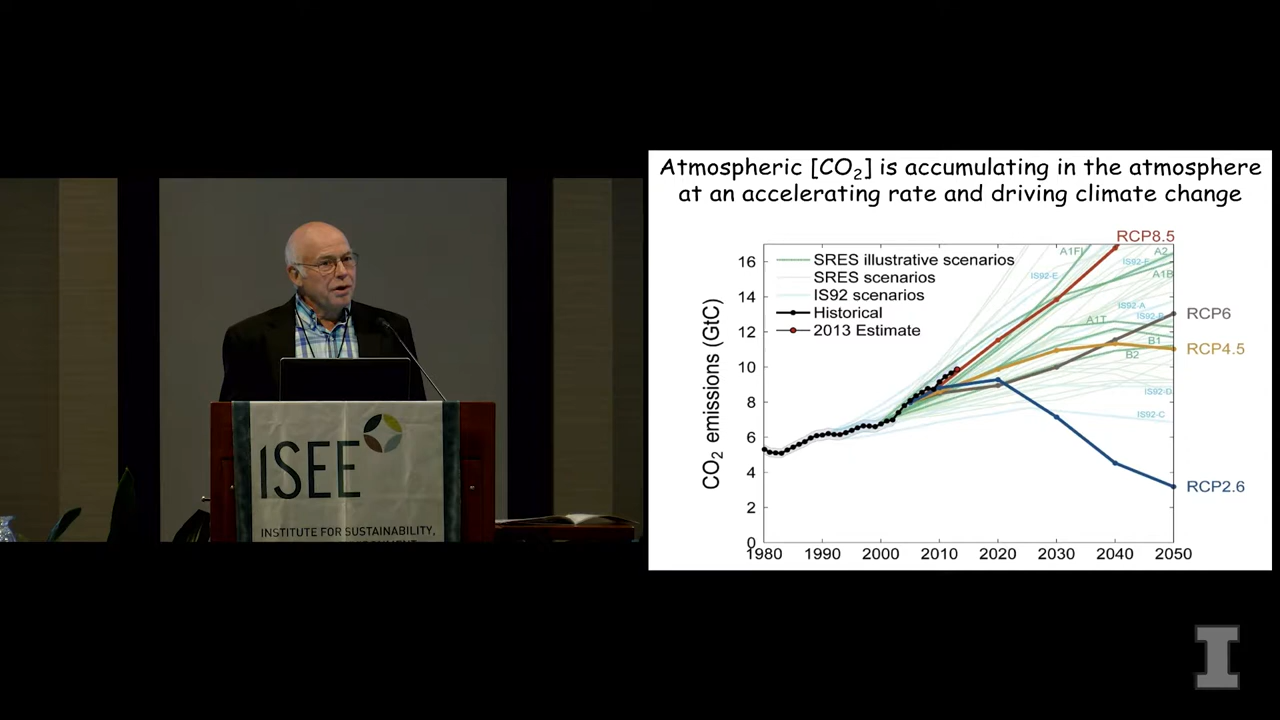 ISEE
INSTITUTE FOR SUSTAINABILITY,
Atmospheric [CO₂] is accumulating in the atmosphere
at an accelerating rate and driving climate change
RCP8.5
SRES illustrative scenarios
SRES scenarios
IS92 scenarios
Historical
2013 Estimate
CO₂ emissions (GtC)
16
14
12
10
8
6
4
2
0
1980
1990
2000
2010
2020
2030
2040
2050
A1FI
A2
IS92-E
IS92-F
A1B
IS92-A
IS92-B
A1T
B1
B2
IS92-D
IS92-C
RCP6
RCP4.5
RCP2.6
I